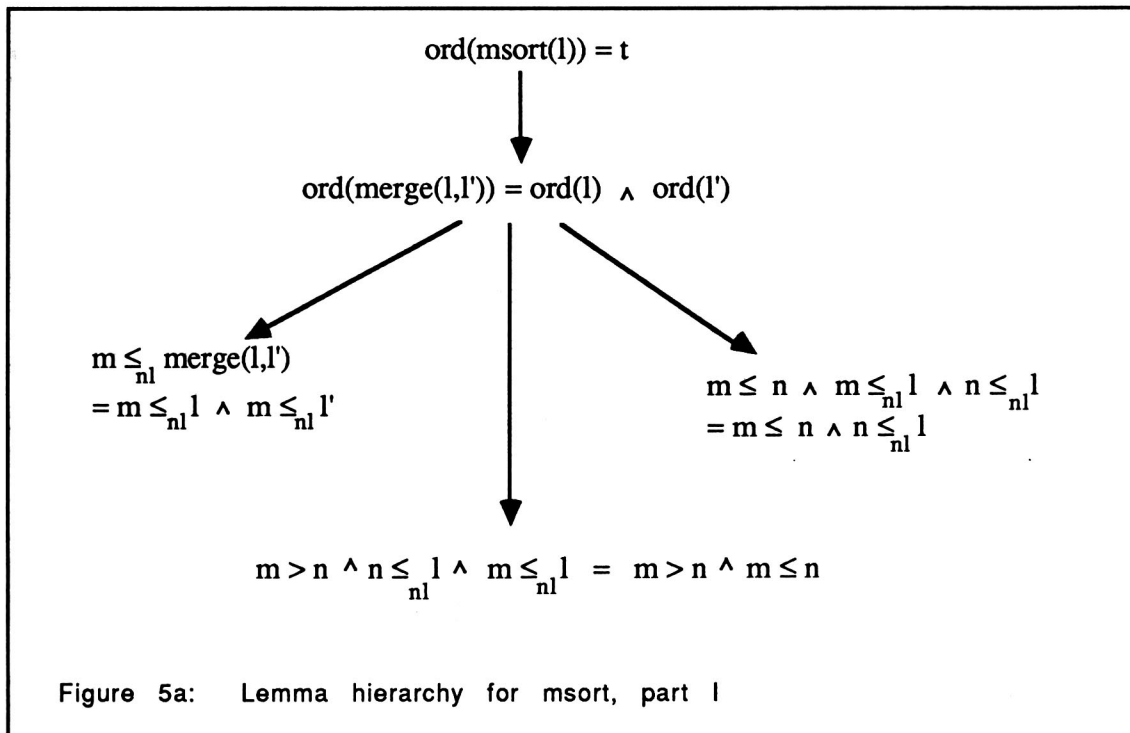 ord(msort(l)) = t
ord(merge(l,l')) = ord(l) ∧ ord(l')
m ≤nl merge(l,l')
= m ≤nl l ∧ m ≤nl l'
m ≤ n ∧ m ≤nl l ∧ n ≤nl l
= m ≤ n ∧ n ≤nl l
m > n ∧ n ≤nl l ∧ m ≤nl l = m > n ∧ m ≤ n
Figure 5a: Lemma hierarchy for msort, part I